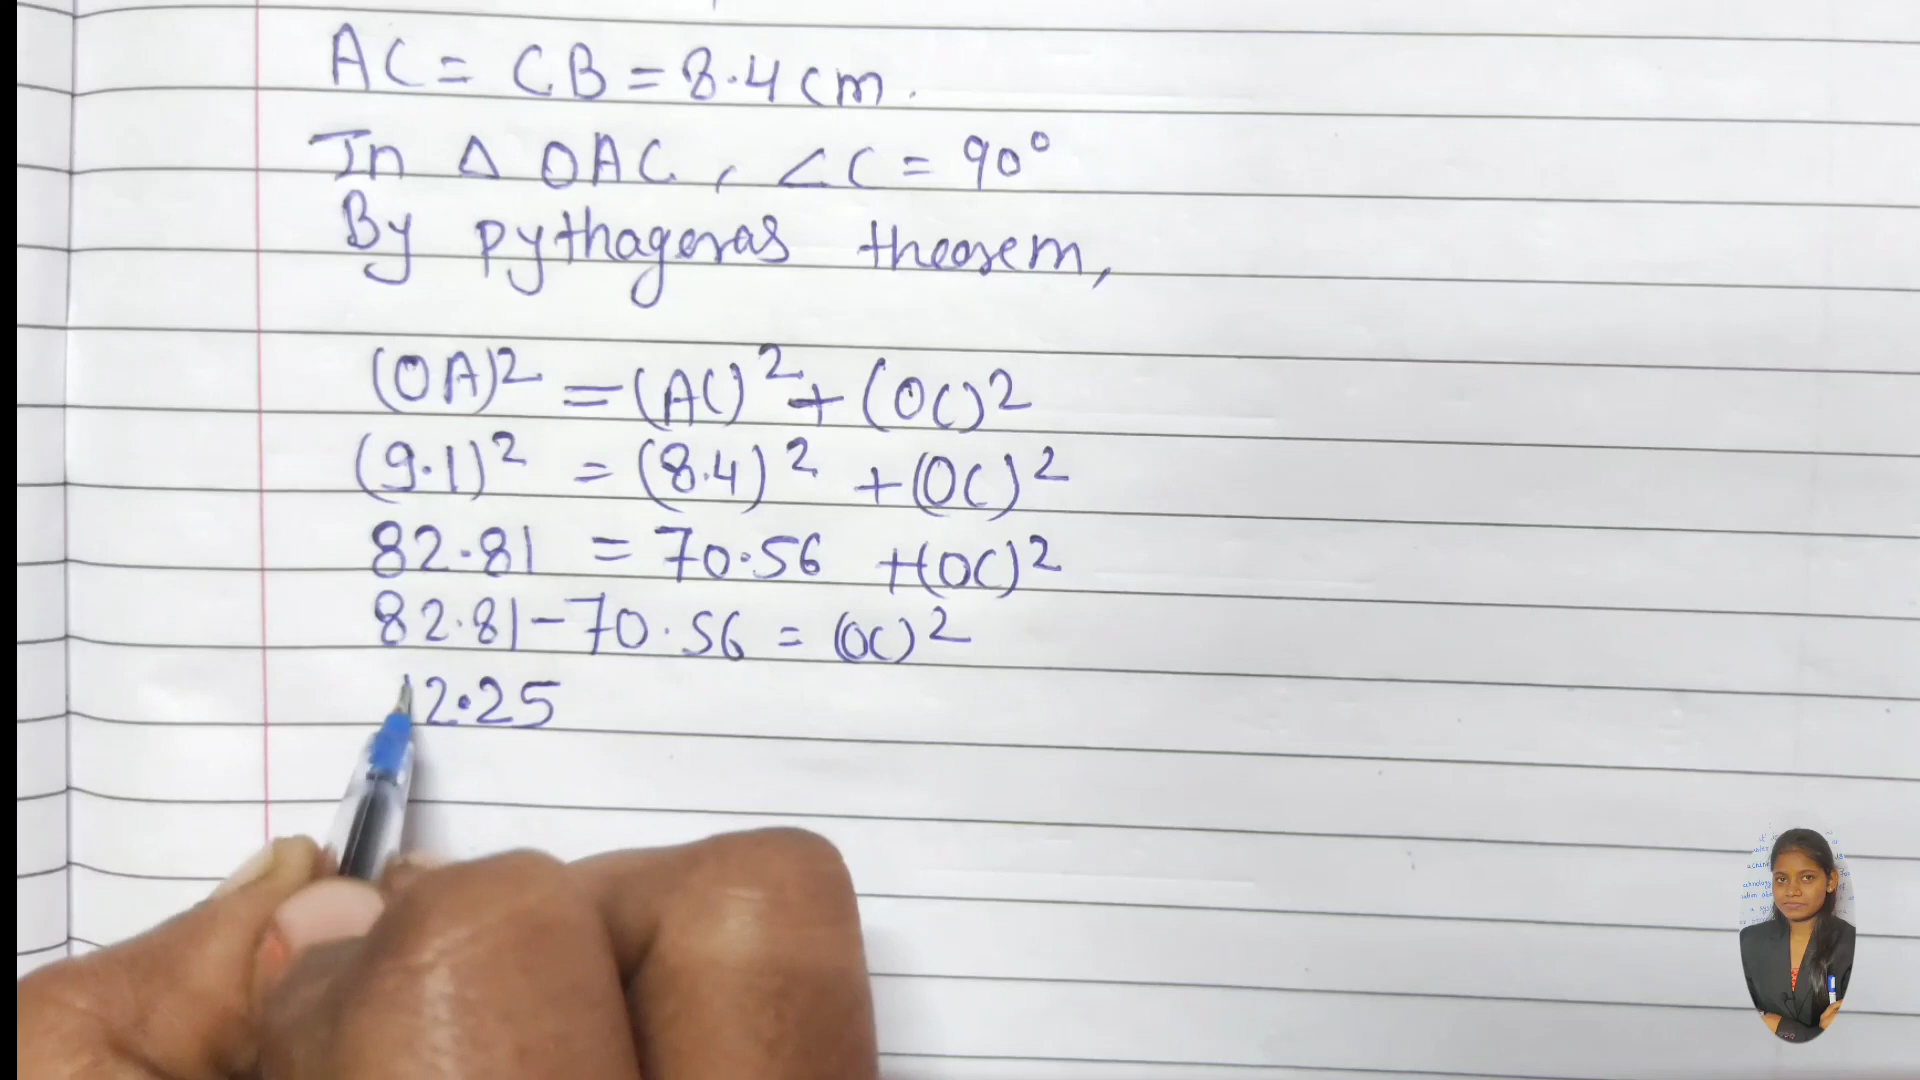 AC = CB = 8.4 cm.
In △ OAC, ∠C = 90°
By pythagoras theorem,
(OA)² = (AC)² + (OC)²
(9.1)² = (8.4)² + (OC)²
82.81 = 70.56 + (OC)²
82.81 - 70.56 = (OC)²
12.25